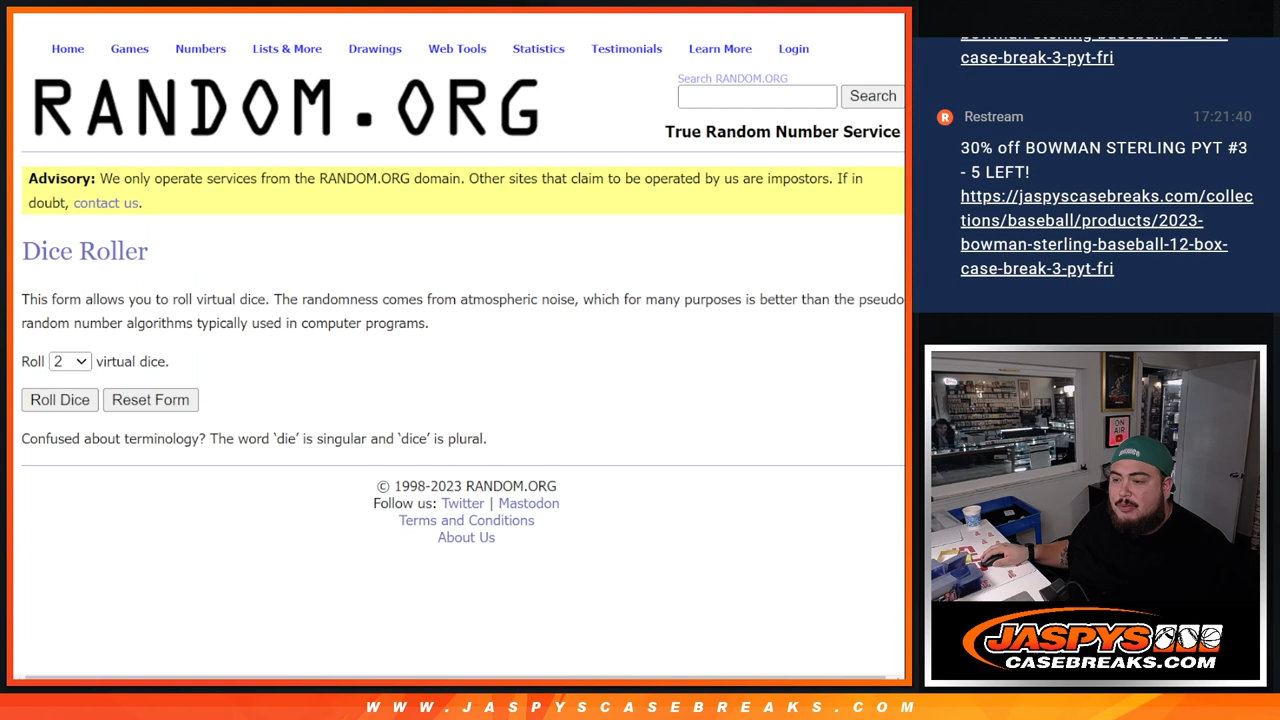 Home Games Numbers Lists & More Drawings Web Tools Statistics Testimonials Learn More Login
RANDOM.ORG
Search RANDOM.ORG
Search
True Random Number Service
Advisory: We only operate services from the RANDOM.ORG domain. Other sites that claim to be operated by us are impostors. If in
doubt, contact us.
Dice Roller
This form allows you to roll virtual dice. The randomness comes from atmospheric noise, which for many purposes is better than the pseudo
random number algorithms typically used in computer programs.
Roll 2 virtual dice.
Roll Dice Reset Form
Confused about terminology? The word ‘die’ is singular and ‘dice’ is plural.
© 1998-2023 RANDOM.ORG
Follow us: Twitter | Mastodon
Terms and Conditions
About Us
case-break-3-pyt-fri
R Restream 17:21:40
30% off BOWMAN STERLING PYT #3
- 5 LEFT!
https://jaspyscasebreaks.com/collec
tions/baseball/products/2023-
bowman-sterling-baseball-12-box-
case-break-3-pyt-fri
ON
AIR
JASPYS
CASEBREAKS.COM
WWW.JASPYSCASEBREAKS.COM